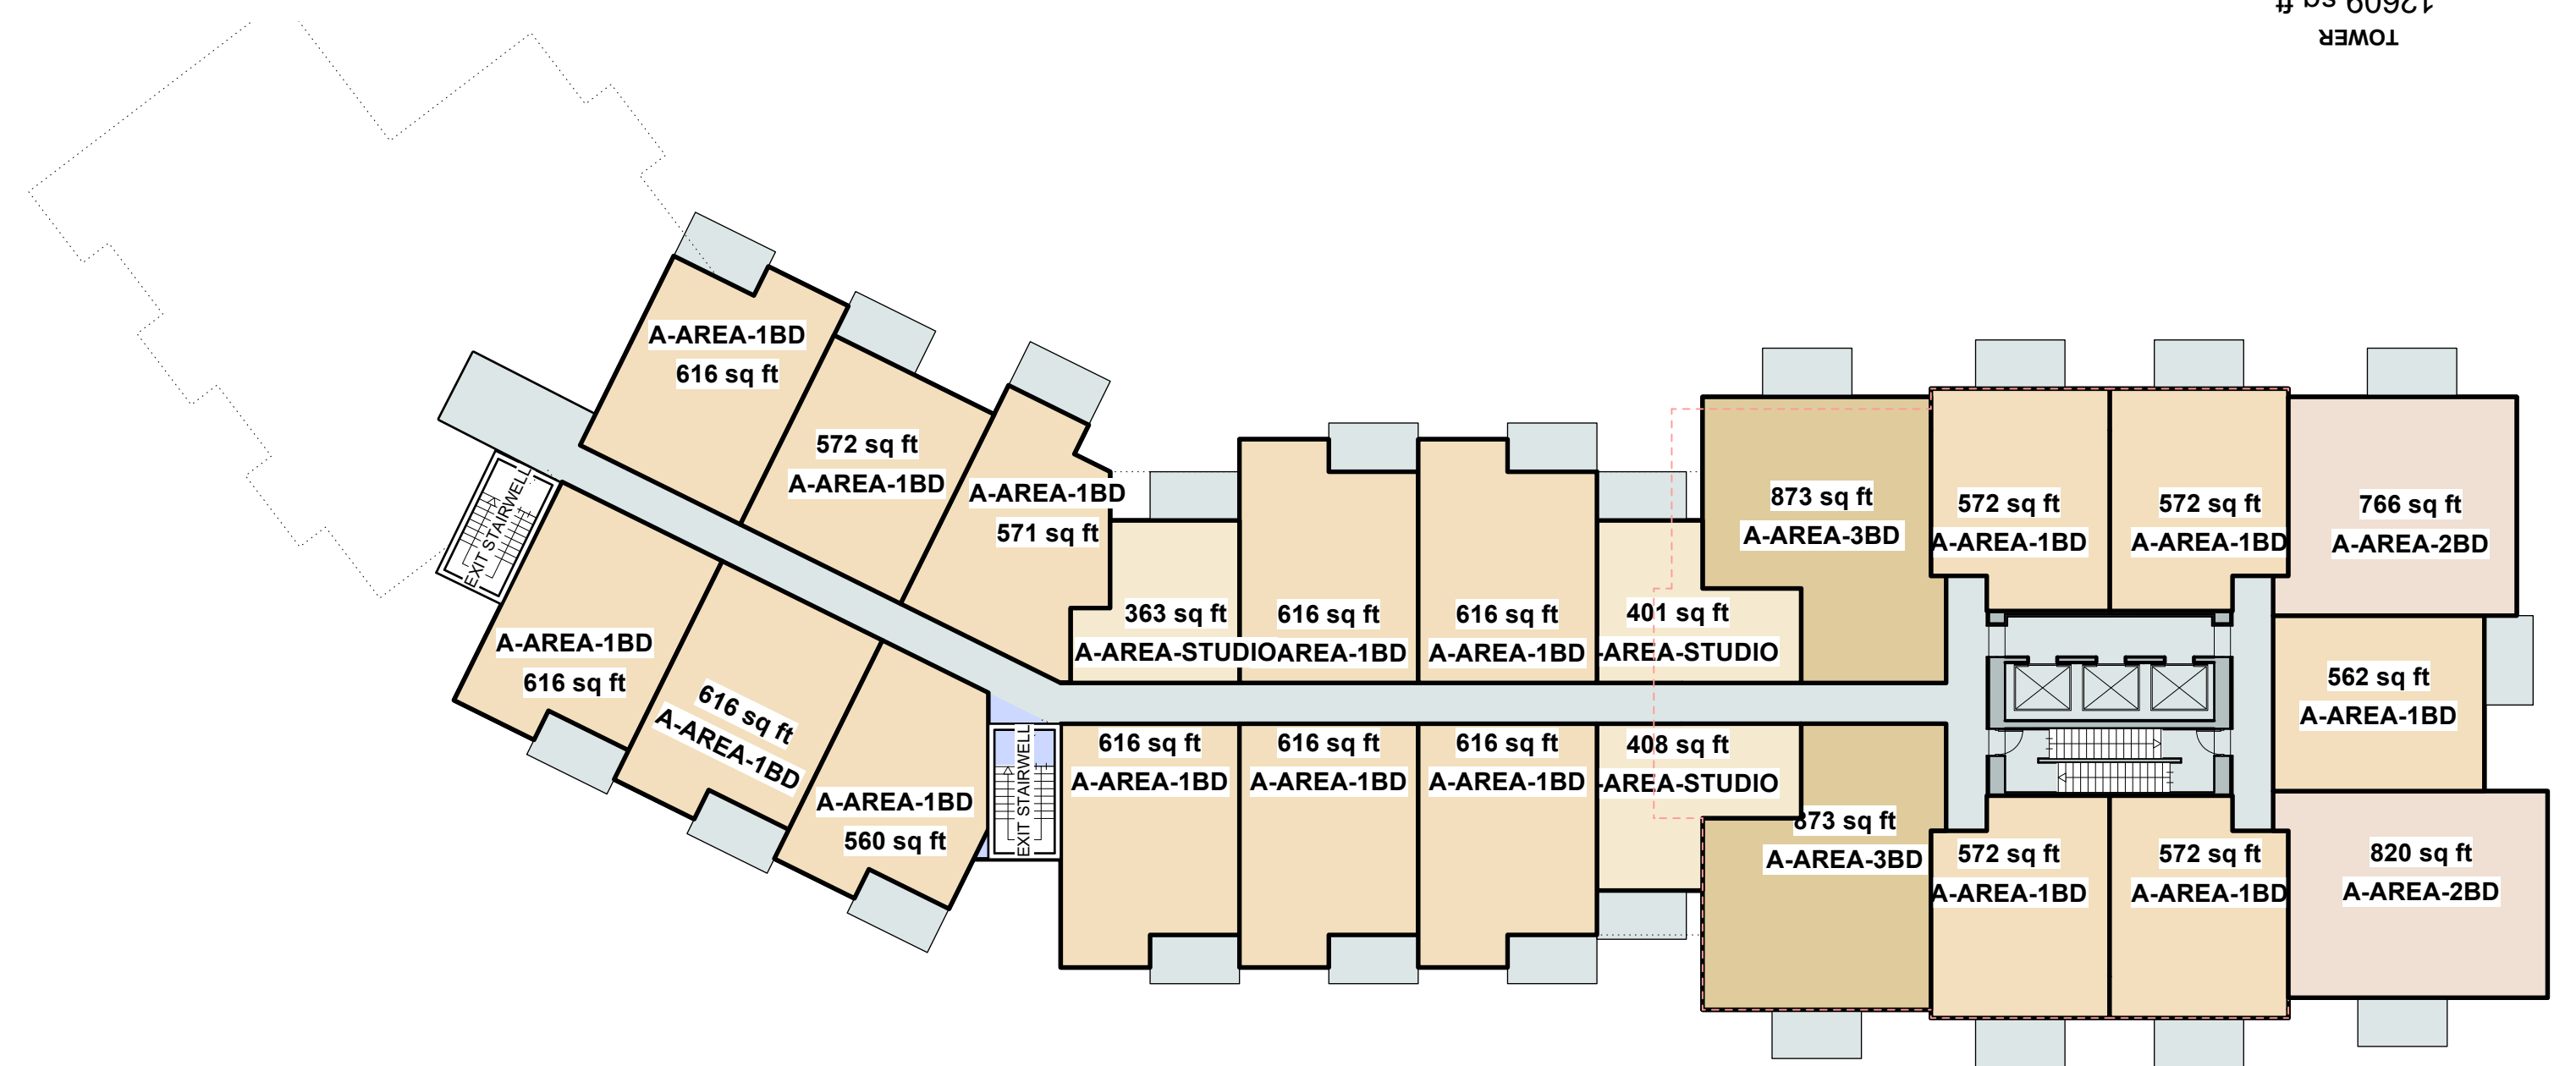 12609 sq ft
TOWER
A-AREA-1BD
616 sq ft
572 sq ft
A-AREA-1BD
A-AREA-1BD
571 sq ft
363 sq ft
A-AREA-STUDIO
616 sq ft
AREA-1BD
616 sq ft
A-AREA-1BD
401 sq ft
-AREA-STUDIO
873 sq ft
A-AREA-3BD
572 sq ft
A-AREA-1BD
572 sq ft
A-AREA-1BD
766 sq ft
A-AREA-2BD
562 sq ft
A-AREA-1BD
EXIT STAIRWELL
A-AREA-1BD
616 sq ft
616 sq ft
A-AREA-1BD
A-AREA-1BD
560 sq ft
EXIT STAIRWELL
616 sq ft
A-AREA-1BD
616 sq ft
A-AREA-1BD
616 sq ft
A-AREA-1BD
408 sq ft
-AREA-STUDIO
873 sq ft
A-AREA-3BD
572 sq ft
A-AREA-1BD
572 sq ft
A-AREA-1BD
820 sq ft
A-AREA-2BD